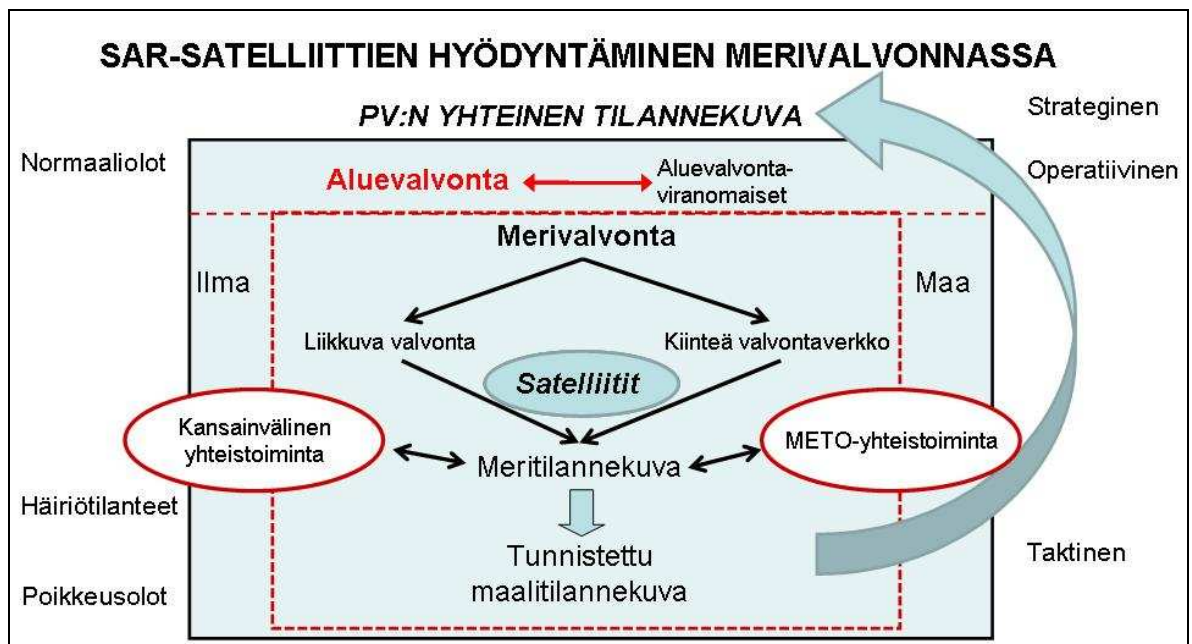 SAR-SATELLIITTIEN HYÖDYNTÄMINEN MERIVALVONNASSA
PV:N YHTEINEN TILANNEKUVA
Strateginen
Normaaliolot
Operatiivinen
Aluevalvonta
Aluevalvonta-
viranomaiset
Merivalvonta
Ilma
Maa
Liikkuva valvonta
Kiinteä valvontaverkko
Satelliitit
Kansainvälinen
yhteistoiminta
METO-yhteistoiminta
Meritilannekuva
Häiriötilanteet
Tunnistettu
maalitilannekuva
Taktinen
Poikkeusolot